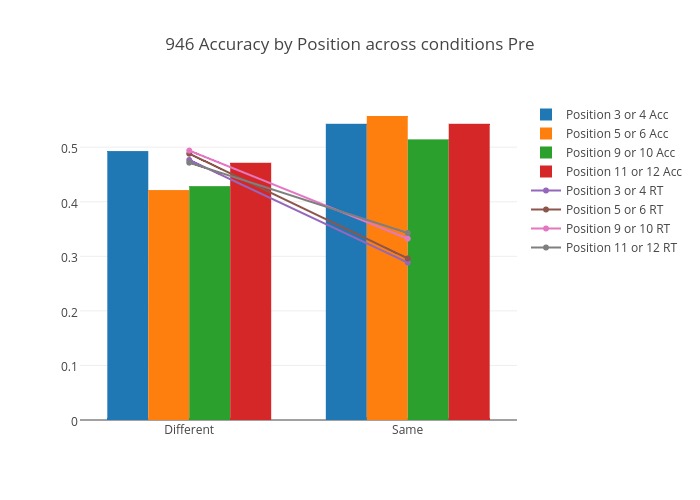 946 Accuracy by Position across conditions Pre
Position 3 or 4 Acc
Position 5 or 6 Acc
Position 9 or 10 Acc
Position 11 or 12 Acc
Position 3 or 4 RT
Position 5 or 6 RT
Position 9 or 10 RT
Position 11 or 12 RT
0.5
0.4
0.3
0.2
0.1
0
Different Same